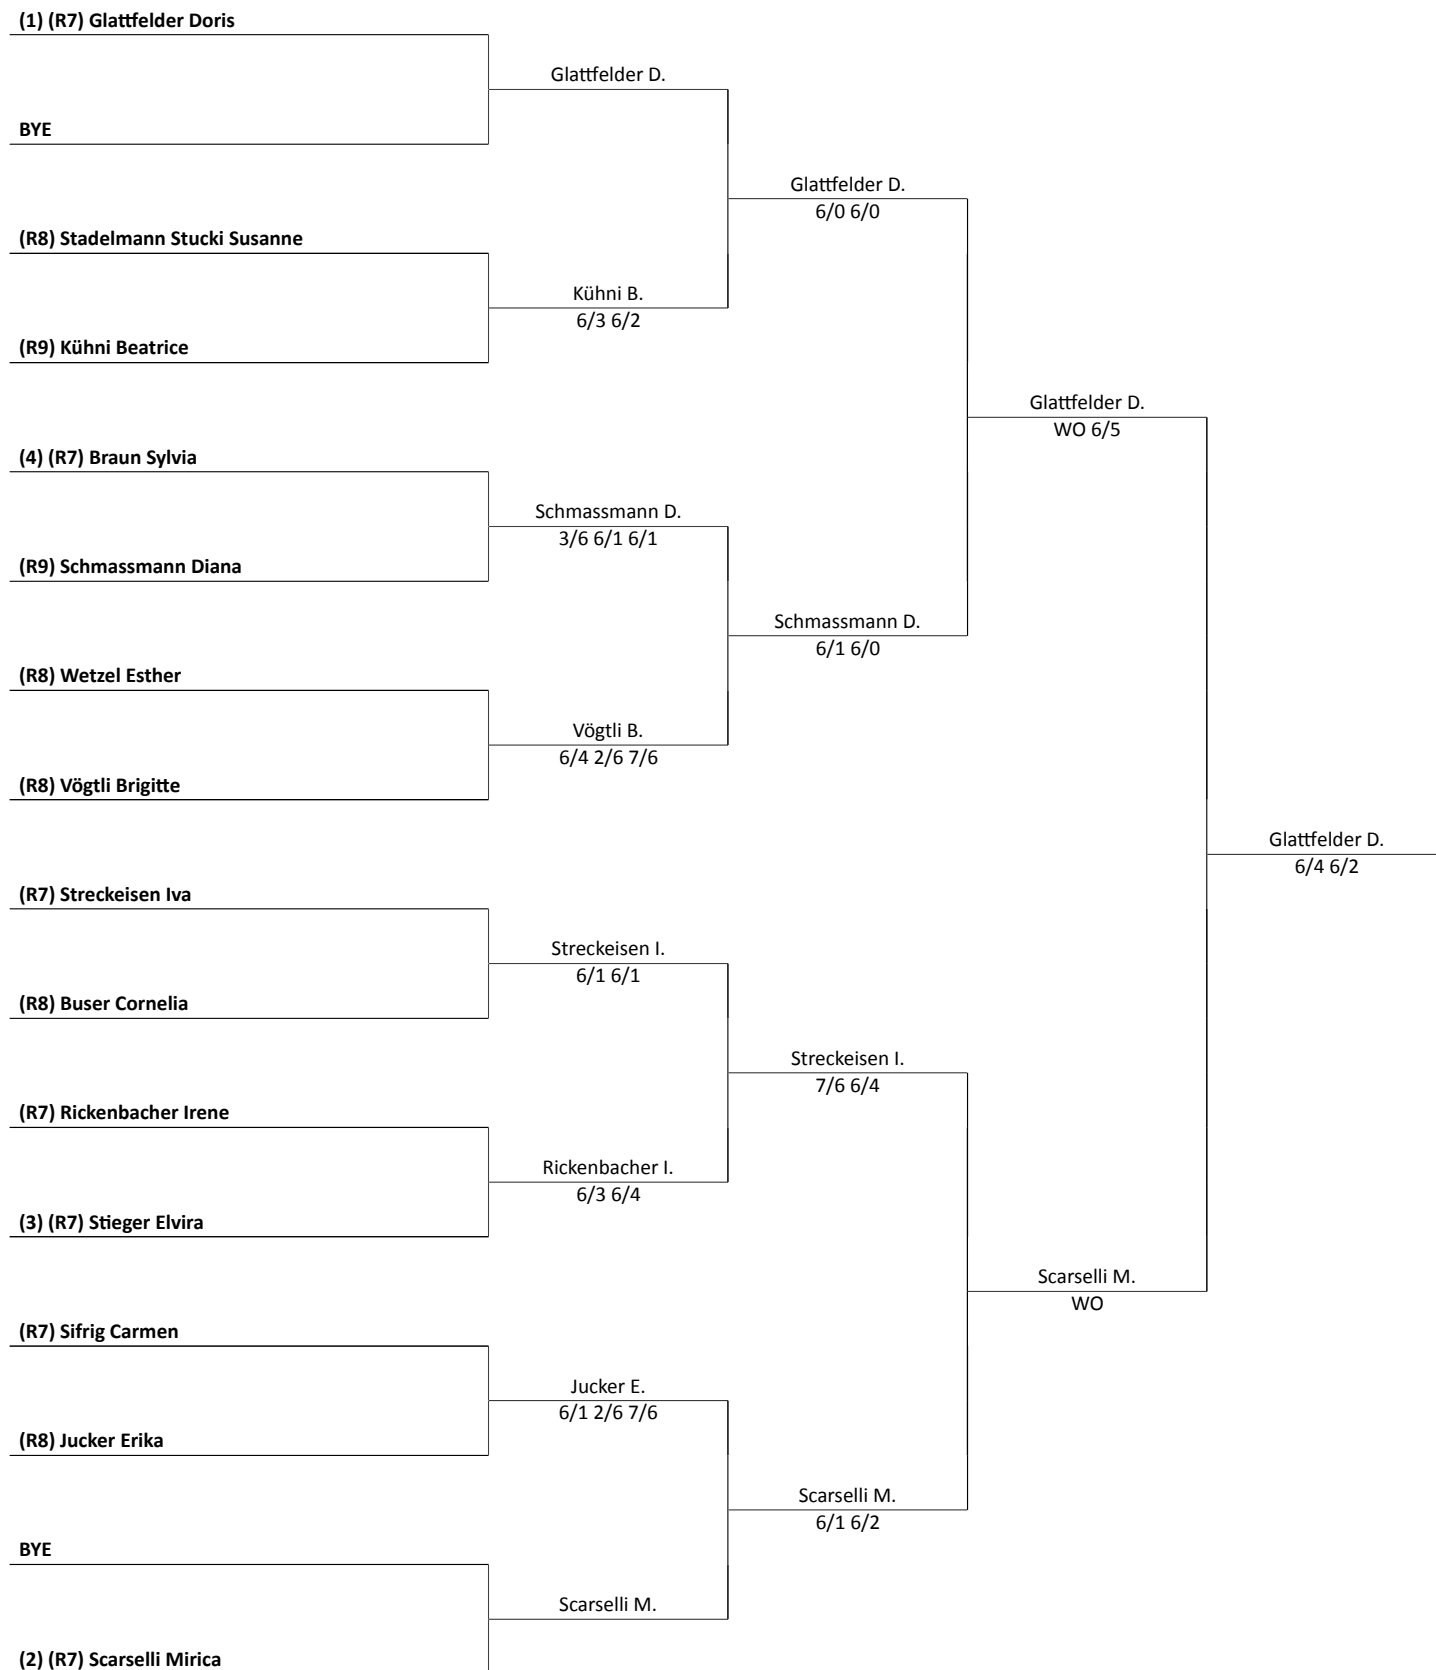 (1) (R7) Glattfelder Doris
Glattfelder D.
BYE
Glattfelder D.
6/0 6/0
(R8) Stadelmann Stucki Susanne
Kühni B.
6/3 6/2
(R9) Kühni Beatrice
Glattfelder D.
WO 6/5
(4) (R7) Braun Sylvia
Schmassmann D.
3/6 6/1 6/1
(R9) Schmassmann Diana
Schmassmann D.
6/1 6/0
(R8) Wetzel Esther
Vögtli B.
6/4 2/6 7/6
(R8) Vögtli Brigitte
Glattfelder D.
6/4 6/2
(R7) Streckeisen Iva
Streckeisen I.
6/1 6/1
(R8) Buser Cornelia
Streckeisen I.
7/6 6/4
(R7) Rickenbacher Irene
Rickenbacher I.
6/3 6/4
(3) (R7) Stieger Elvira
Scarselli M.
WO
(R7) Sifrig Carmen
Jucker E.
6/1 2/6 7/6
(R8) Jucker Erika
Scarselli M.
6/1 6/2
BYE
Scarselli M.
(2) (R7) Scarselli Mirica